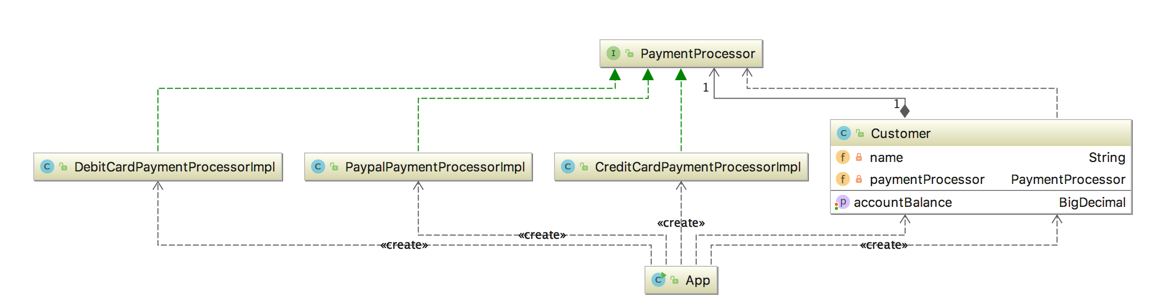 I PaymentProcessor
1
1
C Customer
f name String
f paymentProcessor PaymentProcessor
p accountBalance BigDecimal
C DebitCardPaymentProcessorImpl
C PaypalPaymentProcessorImpl
C CreditCardPaymentProcessorImpl
«create»
«create»
«create»
«create»
C App